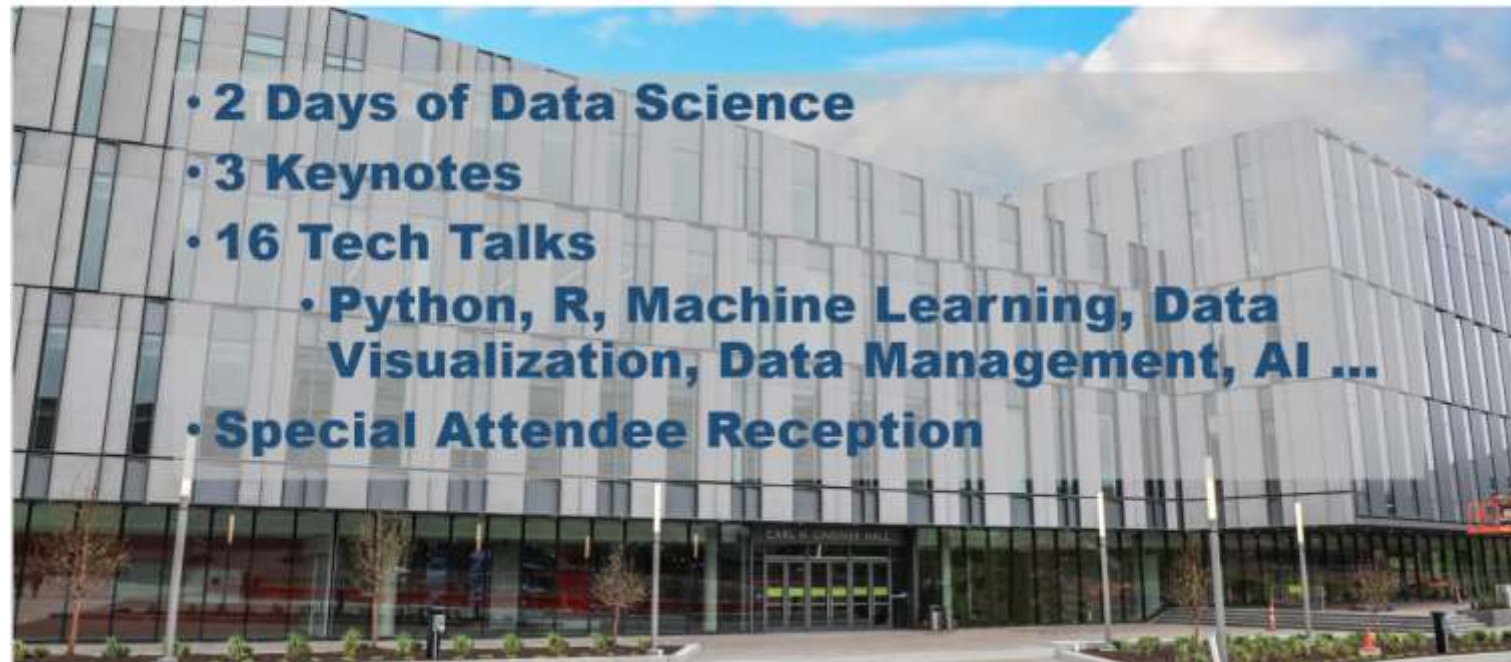 • 2 Days of Data Science
• 3 Keynotes
• 16 Tech Talks
• Python, R, Machine Learning, Data
Visualization, Data Management, AI ...
• Special Attendee Reception
CARL H. LINDNER HALL